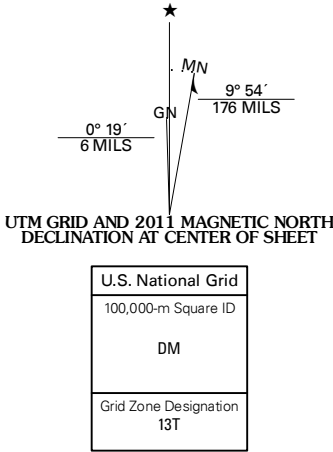 MN
9° 54´
176 MILS
GN
0° 19´
6 MILS
UTM GRID AND 2011 MAGNETIC NORTH
DECLINATION AT CENTER OF SHEET
U.S. National Grid
100,000-m Square ID
DM
Grid Zone Designation
13T